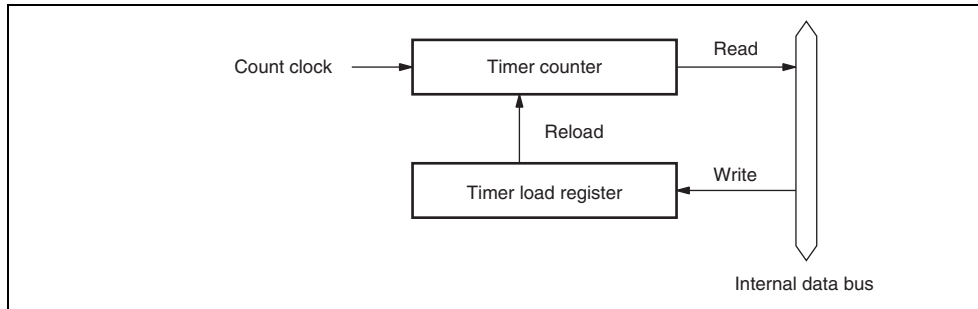 Read
Count clock
Timer counter
Reload
Write
Timer load register
Internal data bus